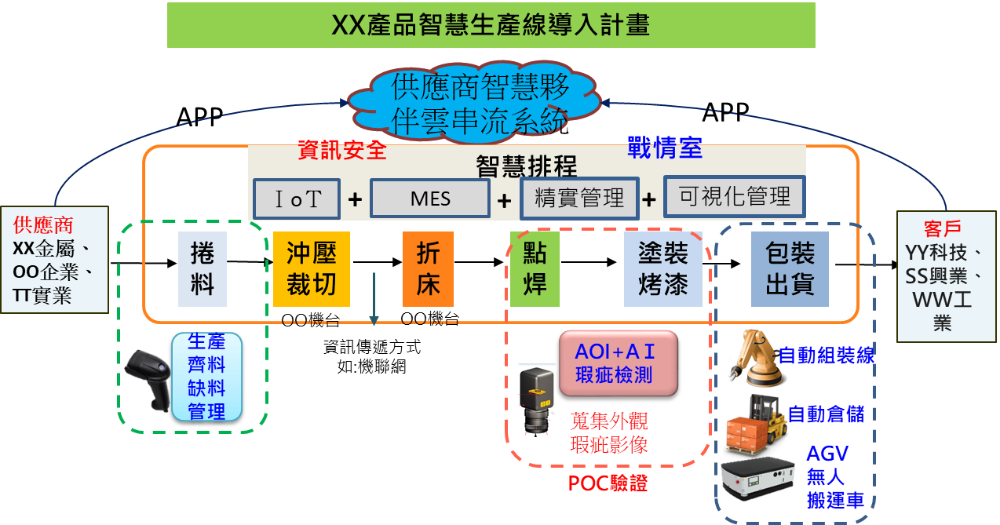 XX產品智慧生產線導入計畫
供應商智慧夥
伴雲串流系統
APP
APP
資訊安全
戰情室
智慧排程
ＩoＴ
+
MES
+
精實管理
+
可視化管理
供應商
XX金屬、
OO企業、
TT實業
捲
料
沖壓
裁切
折
床
點
焊
塗裝
烤漆
包裝
出貨
客戶
YY科技、
SS興業、
WW工
業
OO機台
OO機台
資訊傳遞方式
如:機聯網
生產
齊料
缺料
管理
AOI+AＩ
瑕疵檢測
蒐集外觀
瑕疵影像
POC驗證
自動組裝線
自動倉儲
AGV
無人
搬運車